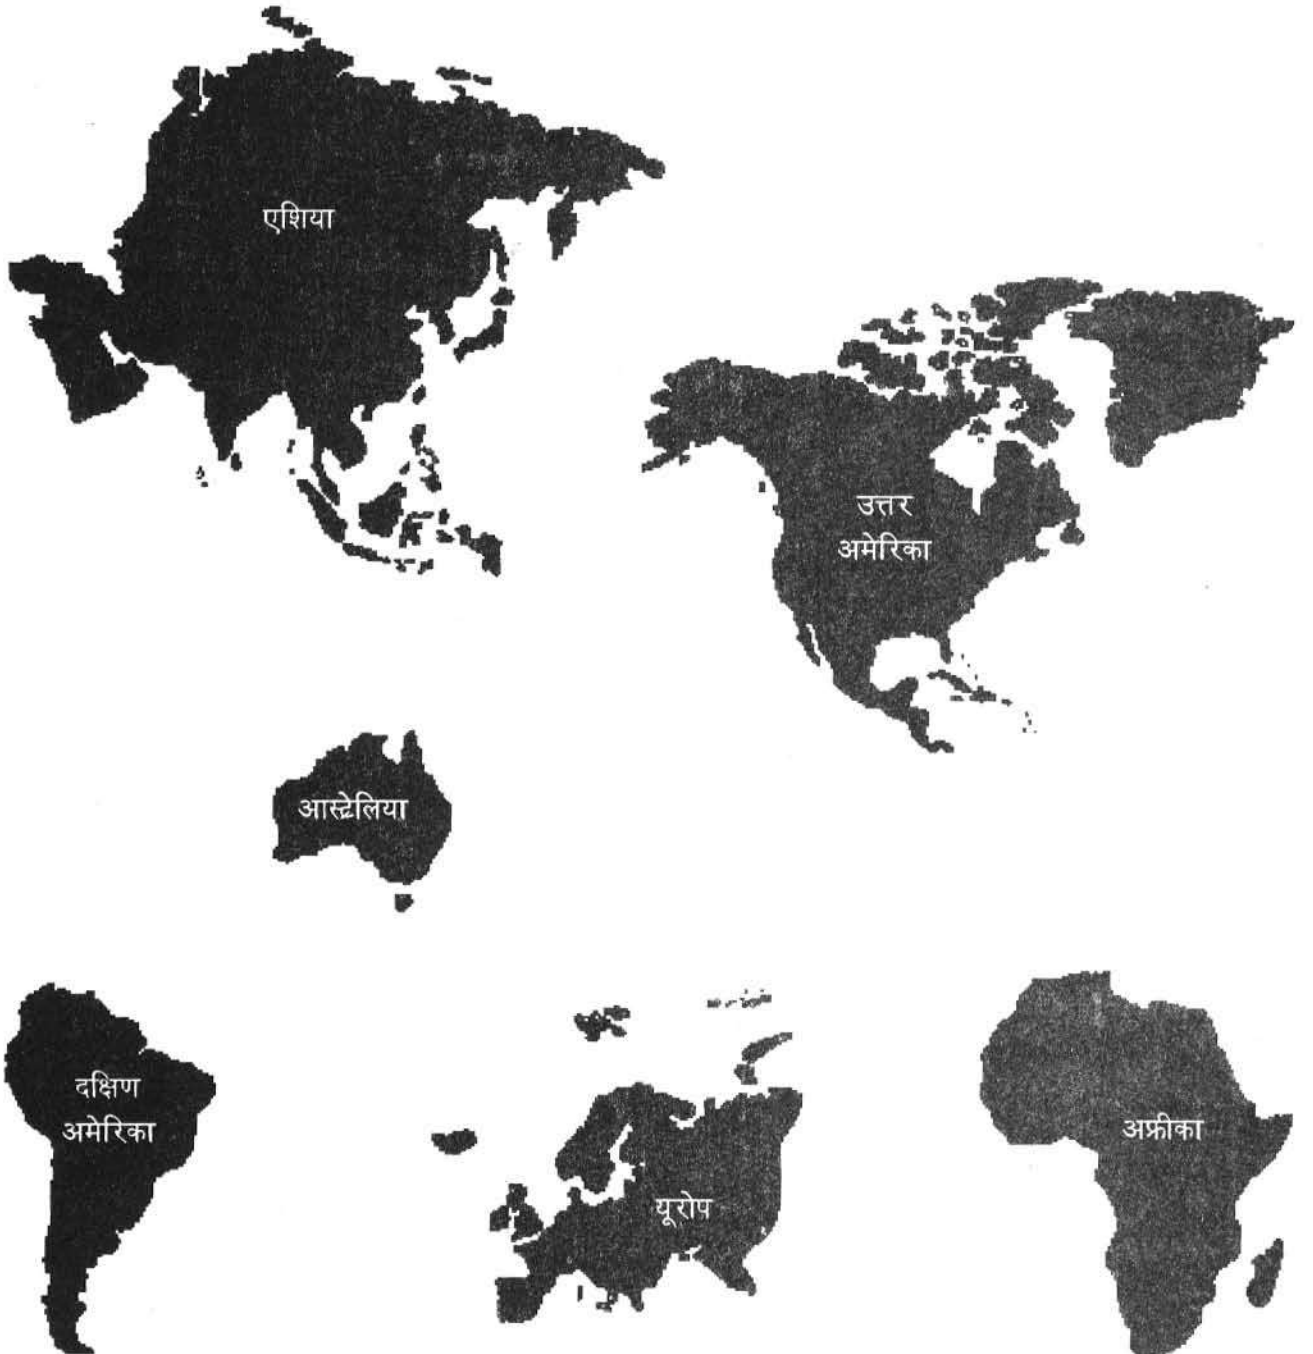 एशिया
उत्तर
अमेरिका
आस्ट्रेलिया
दक्षिण
अमेरिका
यूरोप
अफ्रीका